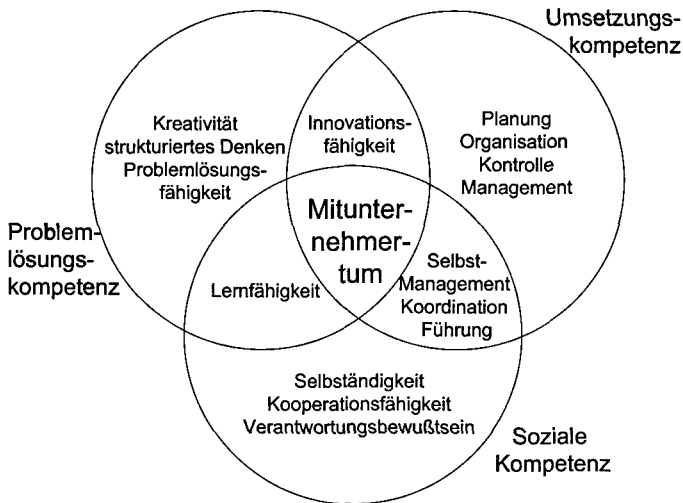 Umsetzungs-
kompetenz
Kreativität
strukturiertes Denken
Problemlösungs-
fähigkeit
Innovations-
fähigkeit
Planung
Organisation
Kontrolle
Management
Mitunter-
nehmer-
tum
Problem-
lösungs-
kompetenz
Lernfähigkeit
Selbst-
Management
Koordination
Führung
Selbständigkeit
Kooperationsfähigkeit
Verantwortungsbewußtsein
Soziale
Kompetenz